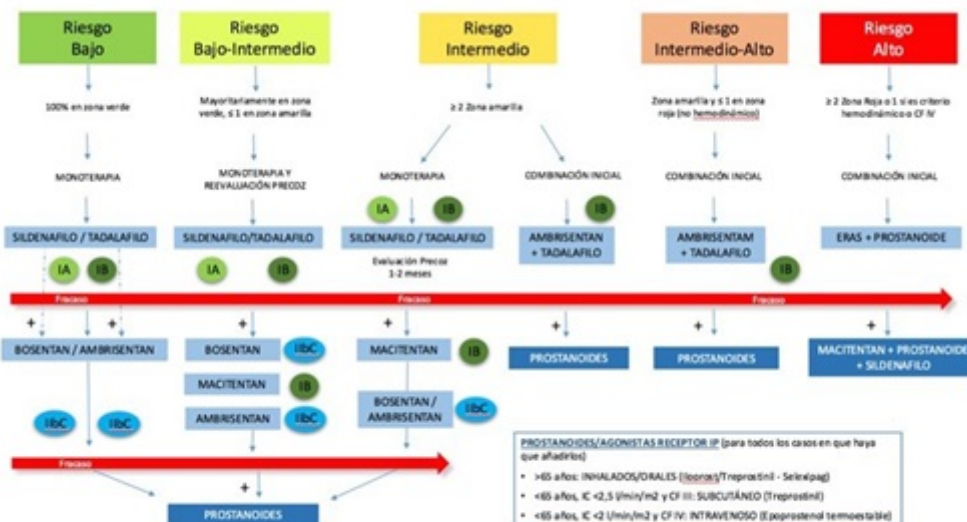 Riesgo
Bajo
Riesgo
Bajo-Intermedio
Riesgo
Intermedio
Riesgo
Intermedio-Alto
Riesgo
Alto
100% en zona verde
Mayoritariamente en zona
verde, ≤ 1 en zona amarilla
≥ 2 Zona amarilla
Zona amarilla y ≤ 1 en zona
roja (no hemodinámico)
≥ 2 Zona Roja o 1 si es criterio
hemodinámico o CF IV
MONOTERAPIA
MONOTERAPIA Y
REEVALUACIÓN PRECOZ
MONOTERAPIA
COMBINACIÓN INICIAL
COMBINACIÓN INICIAL
COMBINACIÓN INICIAL
IA
IB
IB
SILDENAFILO / TADALAFILO
SILDENAFILO/TADALAFILO
SILDENAFILO / TADALAFILO
AMBRISENTAN
+ TADALAFILO
AMBRISENTAM
+ TADALAFILO
ERAS + PROSTANOIDE
IA
IB
IA
IB
Evaluación Precoz
1-2 meses
IB
Fracaso
Fracaso
Fracaso
+
+
+
+
+
+
+
BOSENTAN / AMBRISENTAN
BOSENTAN
IIbC
MACITENTAN
IB
PROSTANOIDES
PROSTANOIDES
MACITENTAN + PROSTANOIDE
+ SILDENAFILO
MACITENTAN
IB
AMBRISENTAN
IIbC
BOSENTAN /
AMBRISENTAN
IIbC
IIbC
IIbC
Fracaso
+
PROSTANOIDES
PROSTANOIDES/AGONISTAS RECEPTOR IP (para todos los casos en que haya
que añadirlos)
• >65 años: INHALADOS/ORALES (Iloprost/Treprostinil - Selexipag)
• <65 años, IC <2,5 l/min/m2 y CF III: SUBCUTÁNEO (Treprostinil)
• <65 años, IC <2 l/min/m2 y CF IV: INTRAVENOSO (Epoprostenol termoestable)